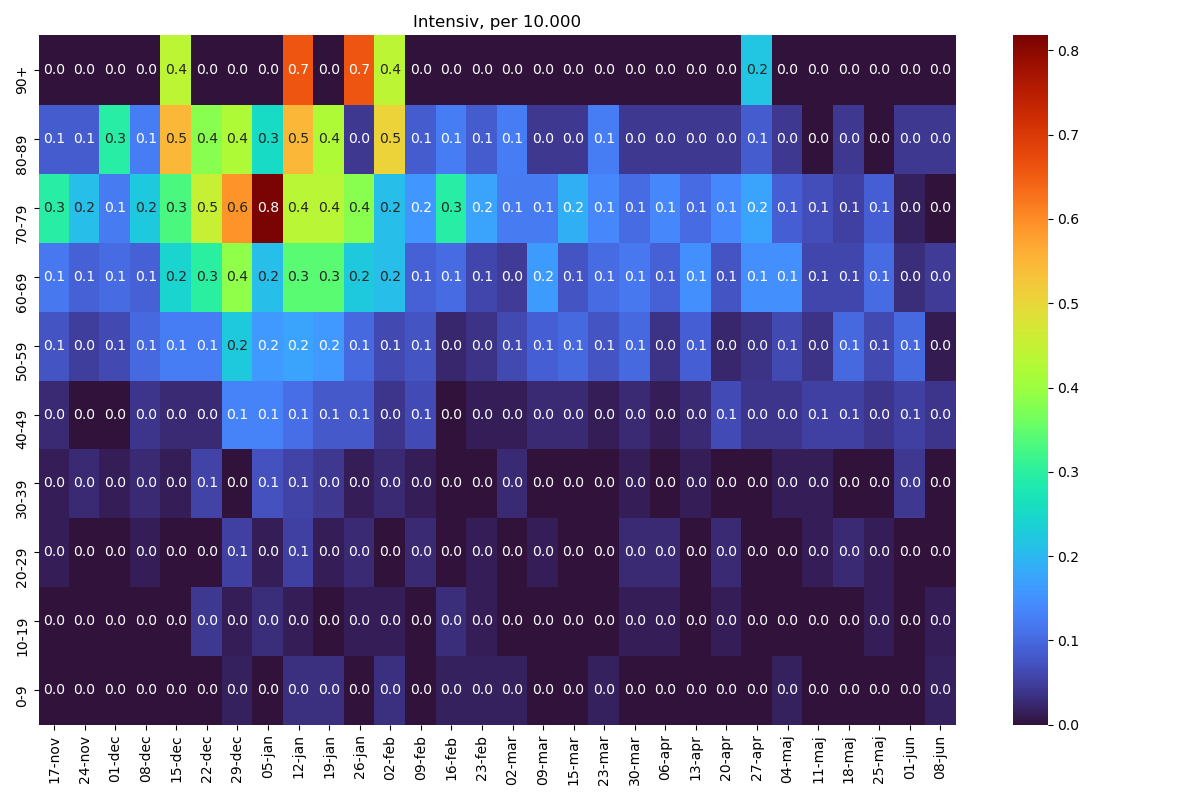 Intensiv, per 10.000
90+ 0.0 0.0 0.0 0.0 0.4 0.0 0.0 0.0 0.7 0.0 0.7 0.4 0.0 0.0 0.0 0.0 0.0 0.0 0.0 0.0 0.0 0.0 0.0 0.2 0.0 0.0 0.0 0.0 0.0 0.0
80-89 0.1 0.1 0.3 0.1 0.5 0.4 0.4 0.3 0.5 0.4 0.0 0.5 0.1 0.1 0.1 0.1 0.0 0.0 0.1 0.0 0.0 0.0 0.0 0.1 0.0 0.0 0.0 0.0 0.0 0.0
70-79 0.3 0.2 0.1 0.2 0.3 0.5 0.6 0.8 0.4 0.4 0.4 0.2 0.2 0.3 0.2 0.1 0.1 0.2 0.1 0.1 0.1 0.1 0.1 0.2 0.1 0.1 0.1 0.1 0.0 0.0
60-69 0.1 0.1 0.1 0.1 0.2 0.3 0.4 0.2 0.3 0.3 0.2 0.2 0.1 0.1 0.1 0.0 0.2 0.1 0.1 0.1 0.1 0.1 0.1 0.1 0.1 0.1 0.1 0.1 0.0 0.0
50-59 0.1 0.0 0.1 0.1 0.1 0.1 0.2 0.2 0.2 0.2 0.1 0.1 0.1 0.0 0.0 0.1 0.1 0.1 0.1 0.1 0.0 0.1 0.0 0.0 0.1 0.0 0.1 0.1 0.1 0.0
40-49 0.0 0.0 0.0 0.0 0.0 0.0 0.1 0.1 0.1 0.1 0.1 0.0 0.1 0.0 0.0 0.0 0.0 0.0 0.0 0.0 0.0 0.0 0.1 0.0 0.0 0.1 0.1 0.0 0.1 0.0
30-39 0.0 0.0 0.0 0.0 0.0 0.1 0.0 0.1 0.1 0.0 0.0 0.0 0.0 0.0 0.0 0.0 0.0 0.0 0.0 0.0 0.0 0.0 0.0 0.0 0.0 0.0 0.0 0.0 0.0 0.0
20-29 0.0 0.0 0.0 0.0 0.0 0.0 0.1 0.0 0.1 0.0 0.0 0.0 0.0 0.0 0.0 0.0 0.0 0.0 0.0 0.0 0.0 0.0 0.0 0.0 0.0 0.0 0.0 0.0 0.0 0.0
10-19 0.0 0.0 0.0 0.0 0.0 0.0 0.0 0.0 0.0 0.0 0.0 0.0 0.0 0.0 0.0 0.0 0.0 0.0 0.0 0.0 0.0 0.0 0.0 0.0 0.0 0.0 0.0 0.0 0.0 0.0
0-9 0.0 0.0 0.0 0.0 0.0 0.0 0.0 0.0 0.0 0.0 0.0 0.0 0.0 0.0 0.0 0.0 0.0 0.0 0.0 0.0 0.0 0.0 0.0 0.0 0.0 0.0 0.0 0.0 0.0 0.0
17-nov 24-nov 01-dec 08-dec 15-dec 22-dec 29-dec 05-jan 12-jan 19-jan 26-jan 02-feb 09-feb 16-feb 23-feb 02-mar 09-mar 15-mar 23-mar 30-mar 06-apr 13-apr 20-apr 27-apr 04-maj 11-maj 18-maj 25-maj 01-jun 08-jun
0.8
0.7
0.6
0.5
0.4
0.3
0.2
0.1
0.0